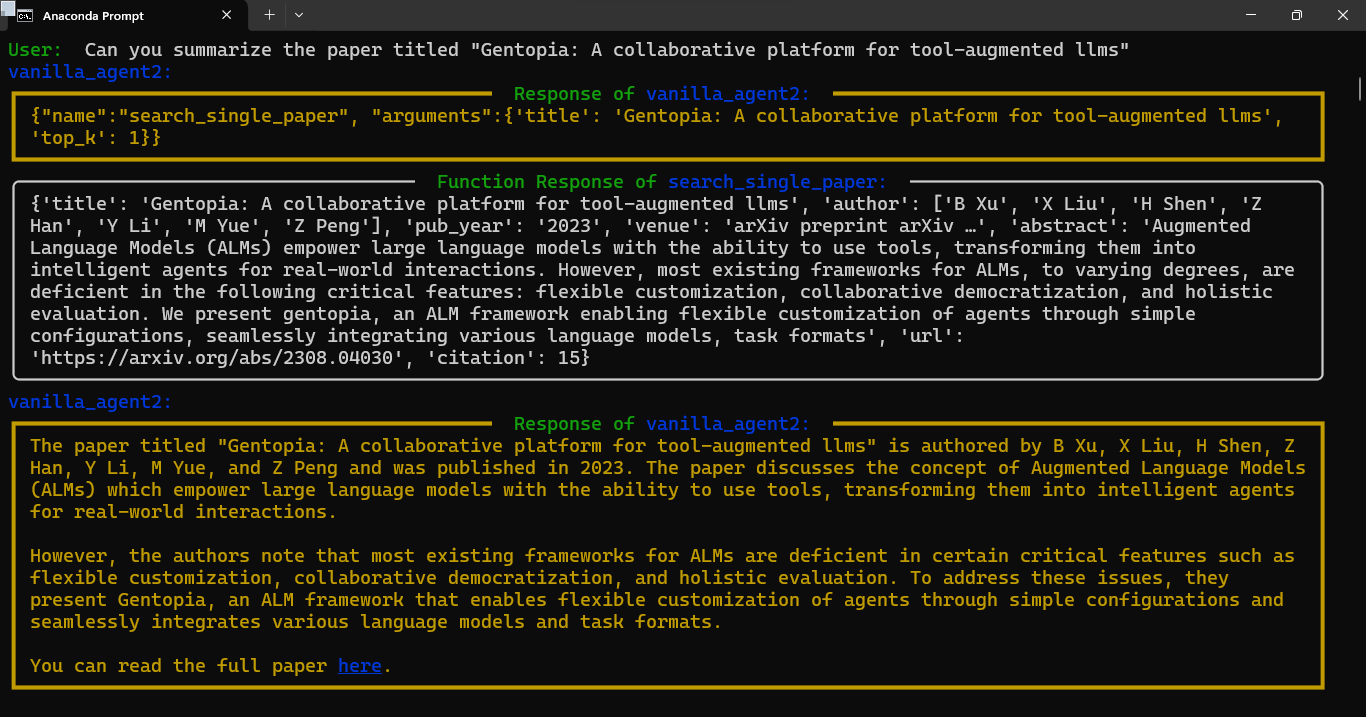 Anaconda Prompt
User: Can you summarize the paper titled "Gentopia: A collaborative platform for tool-augmented llms"
vanilla_agent2:
Response of vanilla_agent2:
{"name":"search_single_paper", "arguments":{'title': 'Gentopia: A collaborative platform for tool-augmented llms',
'top_k': 1}}
Function Response of search_single_paper:
{'title': 'Gentopia: A collaborative platform for tool-augmented llms', 'author': ['B Xu', 'X Liu', 'H Shen', 'Z
Han', 'Y Li', 'M Yue', 'Z Peng'], 'pub_year': '2023', 'venue': 'arXiv preprint arXiv …', 'abstract': 'Augmented
Language Models (ALMs) empower large language models with the ability to use tools, transforming them into
intelligent agents for real-world interactions. However, most existing frameworks for ALMs, to varying degrees, are
deficient in the following critical features: flexible customization, collaborative democratization, and holistic
evaluation. We present gentopia, an ALM framework enabling flexible customization of agents through simple
configurations, seamlessly integrating various language models, task formats', 'url':
'https://arxiv.org/abs/2308.04030', 'citation': 15}
vanilla_agent2:
Response of vanilla_agent2:
The paper titled "Gentopia: A collaborative platform for tool-augmented llms" is authored by B Xu, X Liu, H Shen, Z
Han, Y Li, M Yue, and Z Peng and was published in 2023. The paper discusses the concept of Augmented Language Models
(ALMs) which empower large language models with the ability to use tools, transforming them into intelligent agents
for real-world interactions.
However, the authors note that most existing frameworks for ALMs are deficient in certain critical features such as
flexible customization, collaborative democratization, and holistic evaluation. To address these issues, they
present Gentopia, an ALM framework that enables flexible customization of agents through simple configurations and
seamlessly integrates various language models and task formats.
You can read the full paper here.